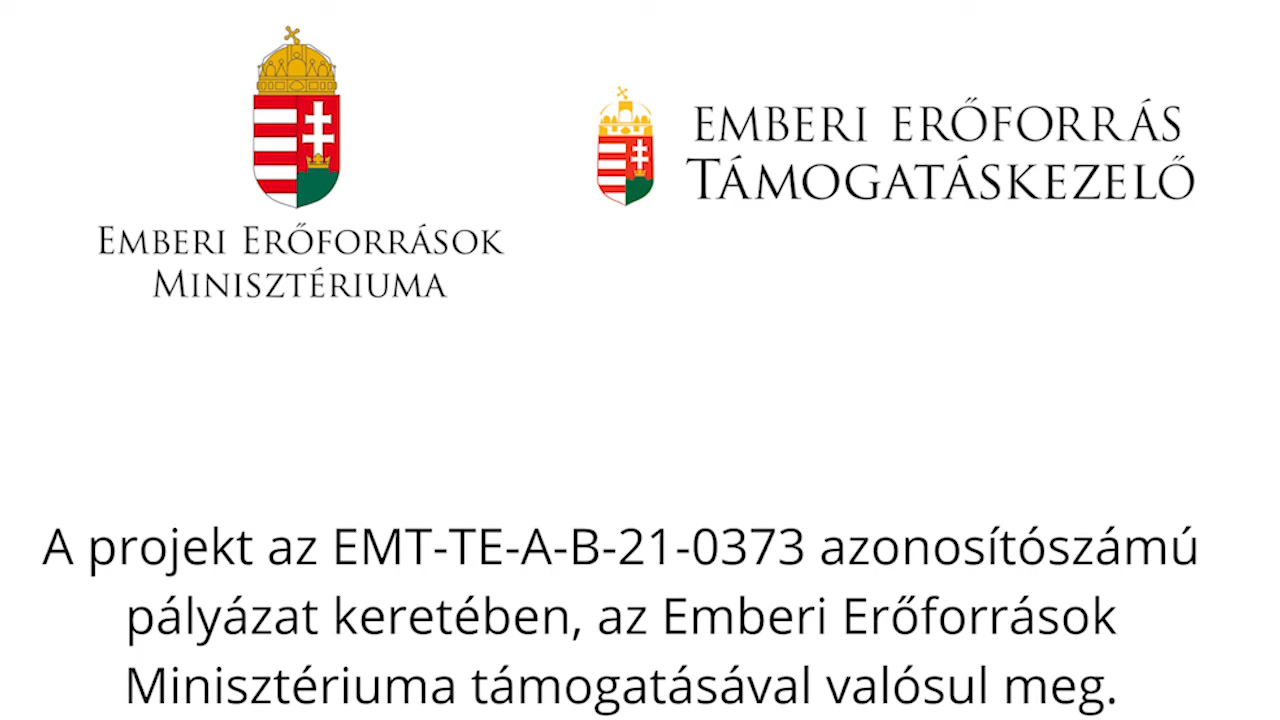 EMBERI ERŐFORRÁSOK
MINISZTÉRIUMA
EMBERI ERŐFORRÁS
TÁMOGATÁSKEZELŐ
A projekt az EMT-TE-A-B-21-0373 azonosítószámú
pályázat keretében, az Emberi Erőforrások
Minisztériuma támogatásával valósul meg.